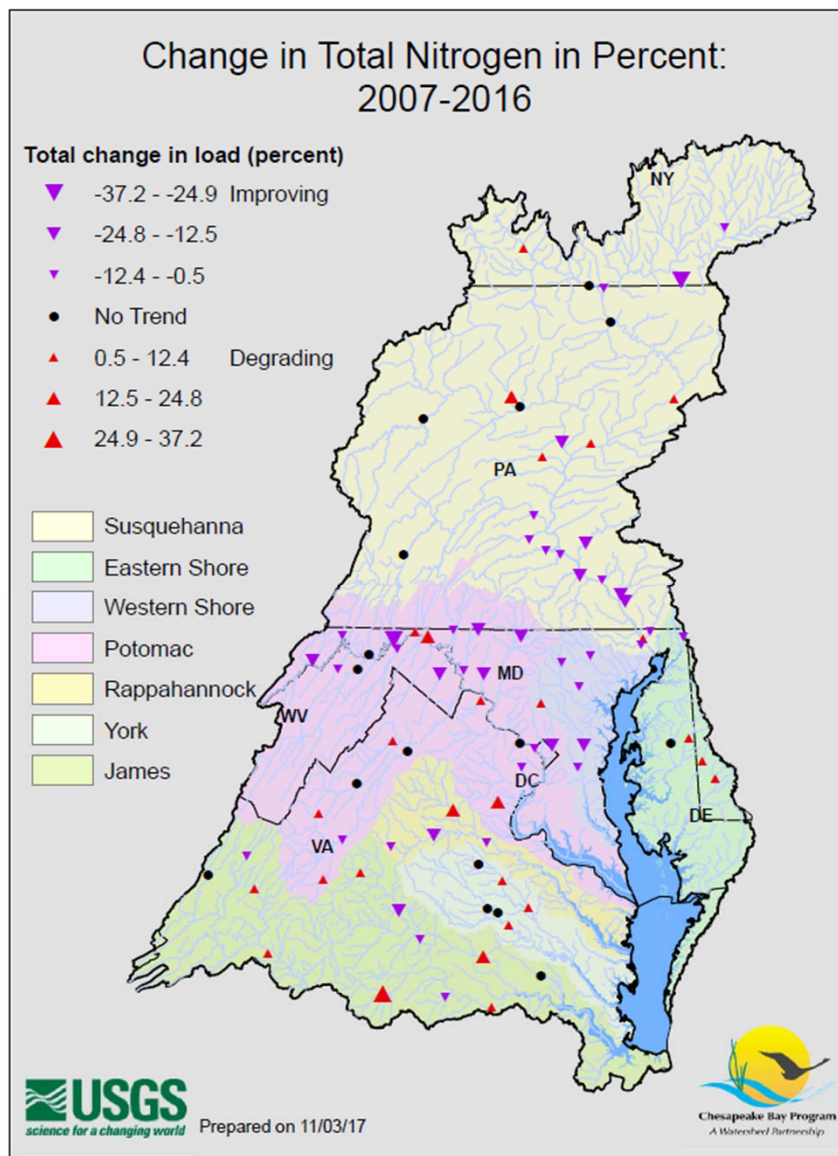 Change in Total Nitrogen in Percent:
2007-2016
Total change in load (percent)
-37.2 - -24.9 Improving
-24.8 - -12.5
-12.4 - -0.5
No Trend
0.5 - 12.4 Degrading
12.5 - 24.8
24.9 - 37.2
Susquehanna
Eastern Shore
Western Shore
Potomac
Rappahannock
York
James
NY
PA
MD
WV
DC
DE
VA
USGS
science for a changing world
Prepared on 11/03/17
Chesapeake Bay Program
A Watershed Partnership